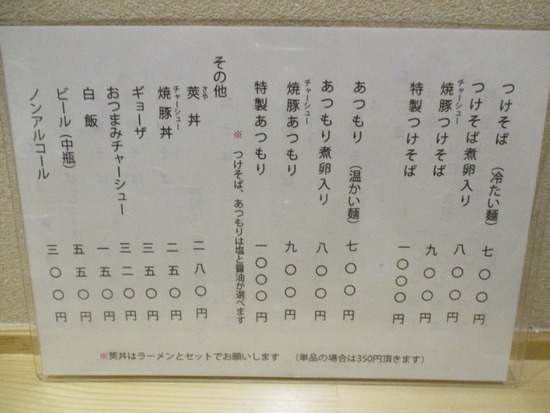 つけそば （冷たい麺） 七〇〇円
つけそば煮卵入り 八〇〇円
チャーシュー
焼豚つけそば 九〇〇円
特製つけそば 一〇〇〇円
あつもり （温かい麺） 七〇〇円
あつもり煮卵入り 八〇〇円
チャーシュー
焼豚あつもり 九〇〇円
特製あつもり 一〇〇〇円
※ つけそば、あつもりは塩と醤油が選べます
その他
さや
莢丼 二八〇円
チャーシュー
焼豚丼 二五〇円
ギョーザ 三五〇円
おつまみチャーシュー 三二〇円
白飯 一五〇円
ビール（中瓶） 五五〇円
ノンアルコール 三〇〇円
※莢丼はラーメンとセットでお願いします （単品の場合は350円頂きます）